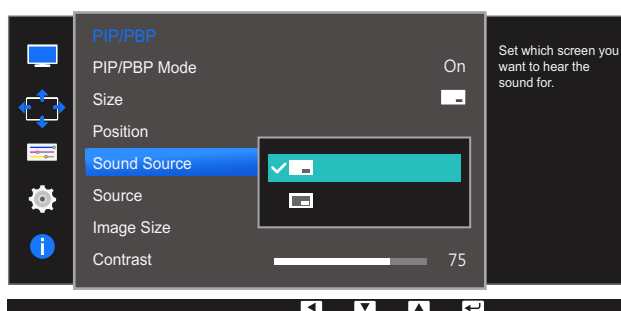 PIP/PBP
PIP/PBP Mode On
Size
Position
Sound Source
Source
Image Size
Contrast 75
Set which screen you
want to hear the
sound for.